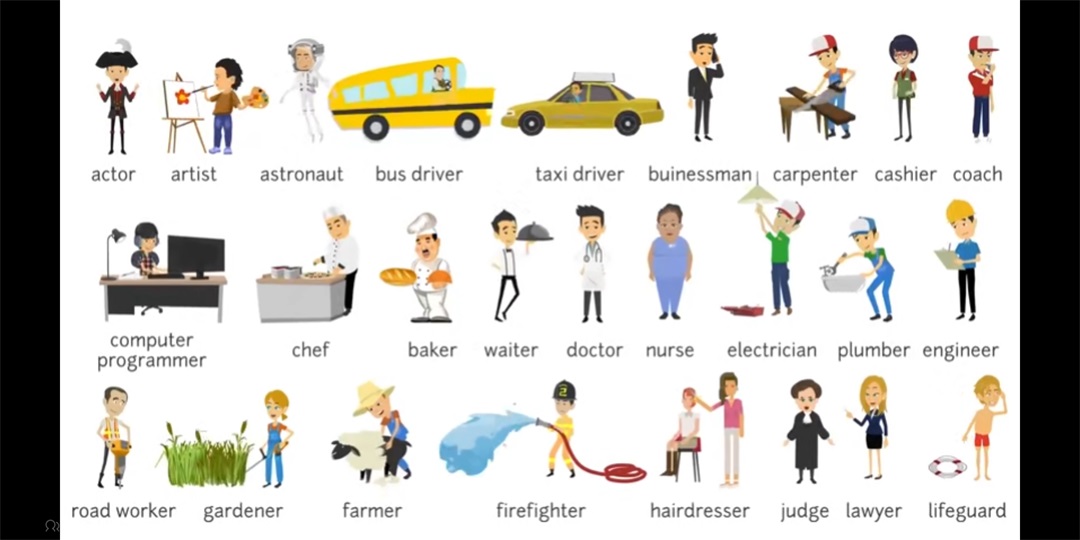 actor artist astronaut bus driver taxi driver buinessman carpenter cashier coach
computer programmer chef baker waiter doctor nurse electrician plumber engineer
2
road worker gardener farmer firefighter hairdresser judge lawyer lifeguard